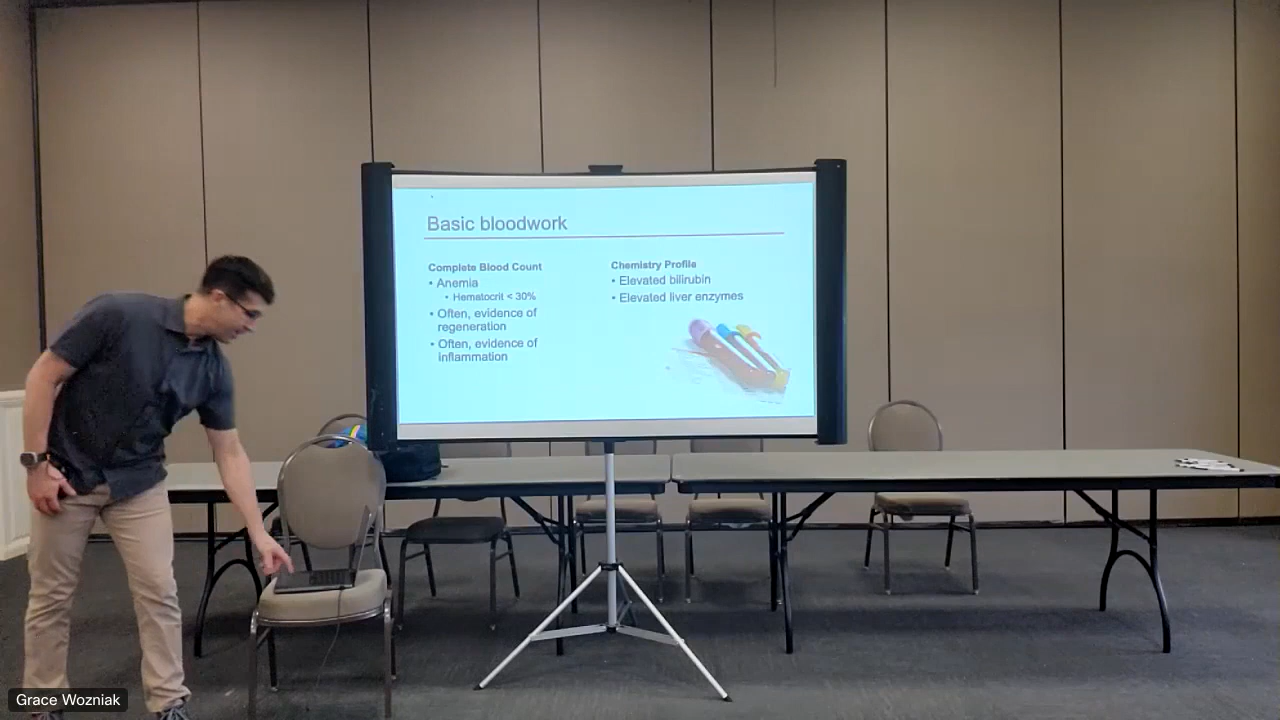 Basic bloodwork
Complete Blood Count
• Anemia
• Hematocrit < 30%
• Often, evidence of
regeneration
• Often, evidence of
inflammation
Chemistry Profile
• Elevated bilirubin
• Elevated liver enzymes
Grace Wozniak